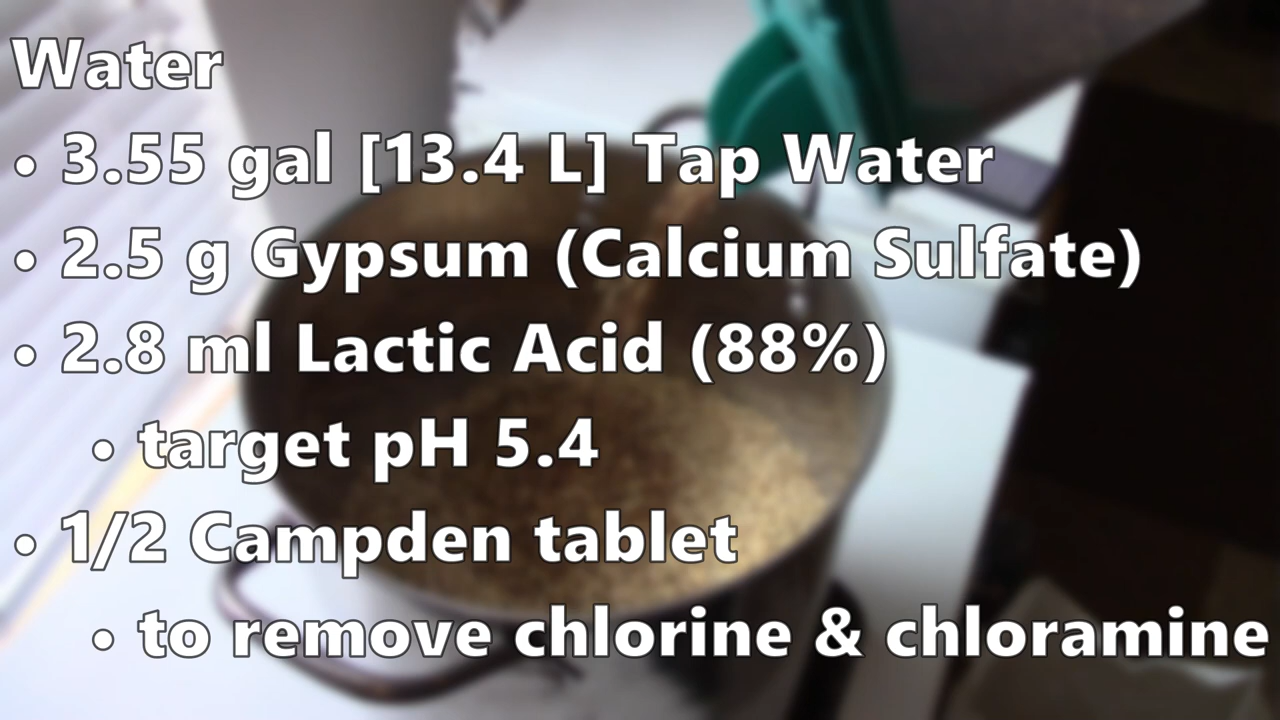 Water
• 3.55 gal [13.4 L] Tap Water
• 2.5 g Gypsum (Calcium Sulfate)
• 2.8 ml Lactic Acid (88%)
• target pH 5.4
• 1/2 Campden tablet
• to remove chlorine & chloramine